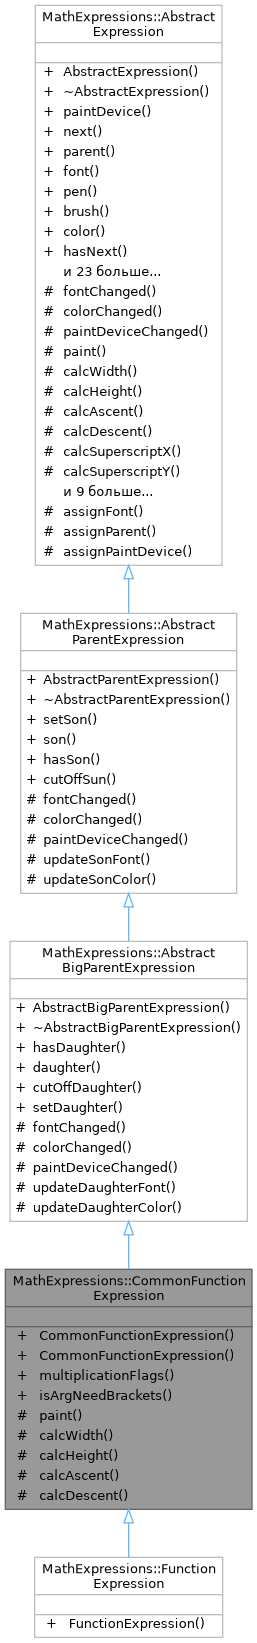 MathExpressions::Abstract
Expression
+ AbstractExpression()
+ ~AbstractExpression()
+ paintDevice()
+ next()
+ parent()
+ font()
+ pen()
+ brush()
+ color()
+ hasNext()
и 23 больше...
# fontChanged()
# colorChanged()
# paintDeviceChanged()
# paint()
# calcWidth()
# calcHeight()
# calcAscent()
# calcDescent()
# calcSuperscriptX()
# calcSuperscriptY()
и 9 больше...
# assignFont()
# assignParent()
# assignPaintDevice()
MathExpressions::Abstract
ParentExpression
+ AbstractParentExpression()
+ ~AbstractParentExpression()
+ setSon()
+ son()
+ hasSon()
+ cutOffSun()
# fontChanged()
# colorChanged()
# paintDeviceChanged()
# updateSonFont()
# updateSonColor()
MathExpressions::Abstract
BigParentExpression
+ AbstractBigParentExpression()
+ ~AbstractBigParentExpression()
+ hasDaughter()
+ daughter()
+ cutOffDaughter()
+ setDaughter()
# fontChanged()
# colorChanged()
# paintDeviceChanged()
# updateDaughterFont()
# updateDaughterColor()
MathExpressions::CommonFunction
Expression
+ CommonFunctionExpression()
+ CommonFunctionExpression()
+ multiplicationFlags()
+ isArgNeedBrackets()
# paint()
# calcWidth()
# calcHeight()
# calcAscent()
# calcDescent()
MathExpressions::Function
Expression
+ FunctionExpression()